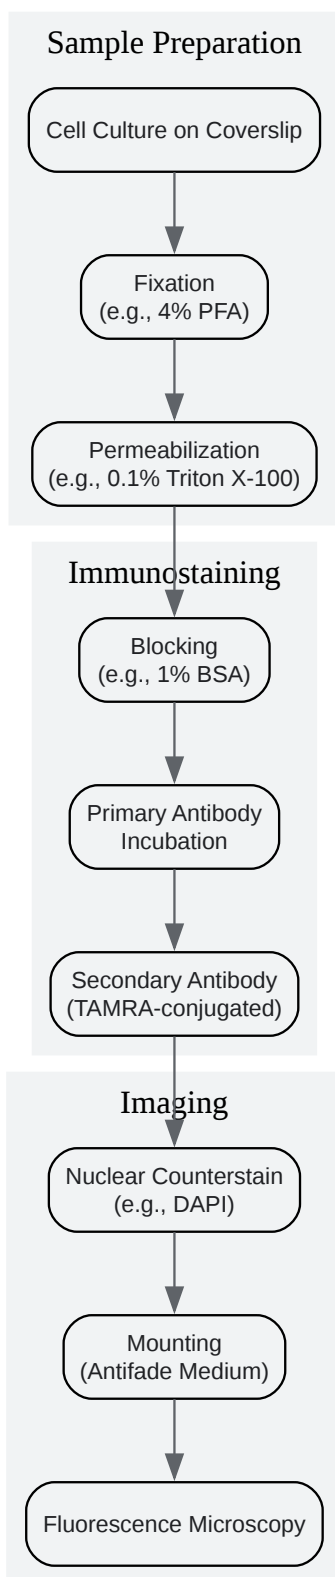 Sample Preparation
Cell Culture on Coverslip
Fixation
(e.g., 4% PFA)
Permeabilization
(e.g., 0.1% Triton X-100)
Immunostaining
Blocking
(e.g., 1% BSA)
Primary Antibody
Incubation
Secondary Antibody
(TAMRA-conjugated)
Imaging
Nuclear Counterstain
(e.g., DAPI)
Mounting
(Antifade Medium)
Fluorescence Microscopy